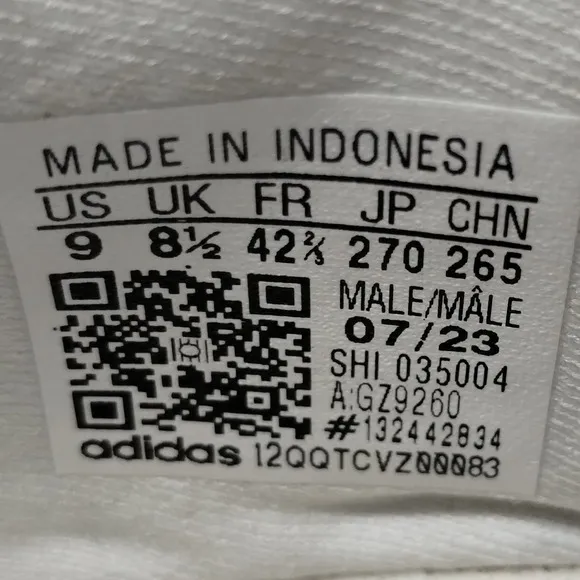 MADE IN INDONESIA
US UK FR JP CHN
9 8½ 42⅔ 270 265
MALE/MÂLE
07/23
SHI 035004
A:GZ9260
#132442834
adidas 12QQTCVZ00083